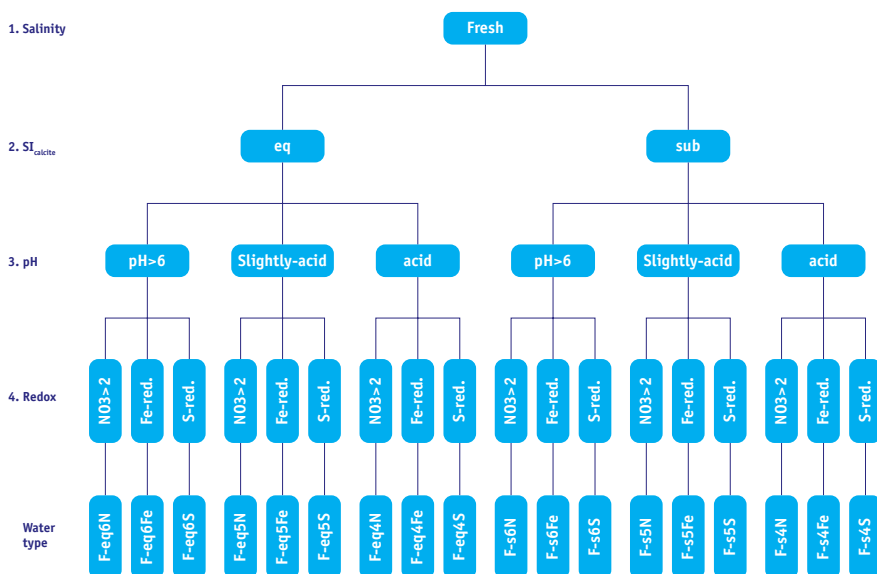 1. Salinity
Fresh
2. SIcalcite
eq
sub
3. pH
pH>6
Slightly-acid
acid
pH>6
Slightly-acid
acid
4. Redox
NO3>2
Fe-red.
S-red.
NO3>2
Fe-red.
S-red.
NO3>2
Fe-red.
S-red.
NO3>2
Fe-red.
S-red.
NO3>2
Fe-red.
S-red.
NO3>2
Fe-red.
S-red.
Water
type
F-eq6N
F-eq6Fe
F-eq6S
F-eq5N
F-eq5Fe
F-eq5S
F-eq4N
F-eq4Fe
F-eq4S
F-s6N
F-s6Fe
F-s6S
F-s5N
F-s5Fe
F-s5S
F-s4N
F-s4Fe
F-s4S